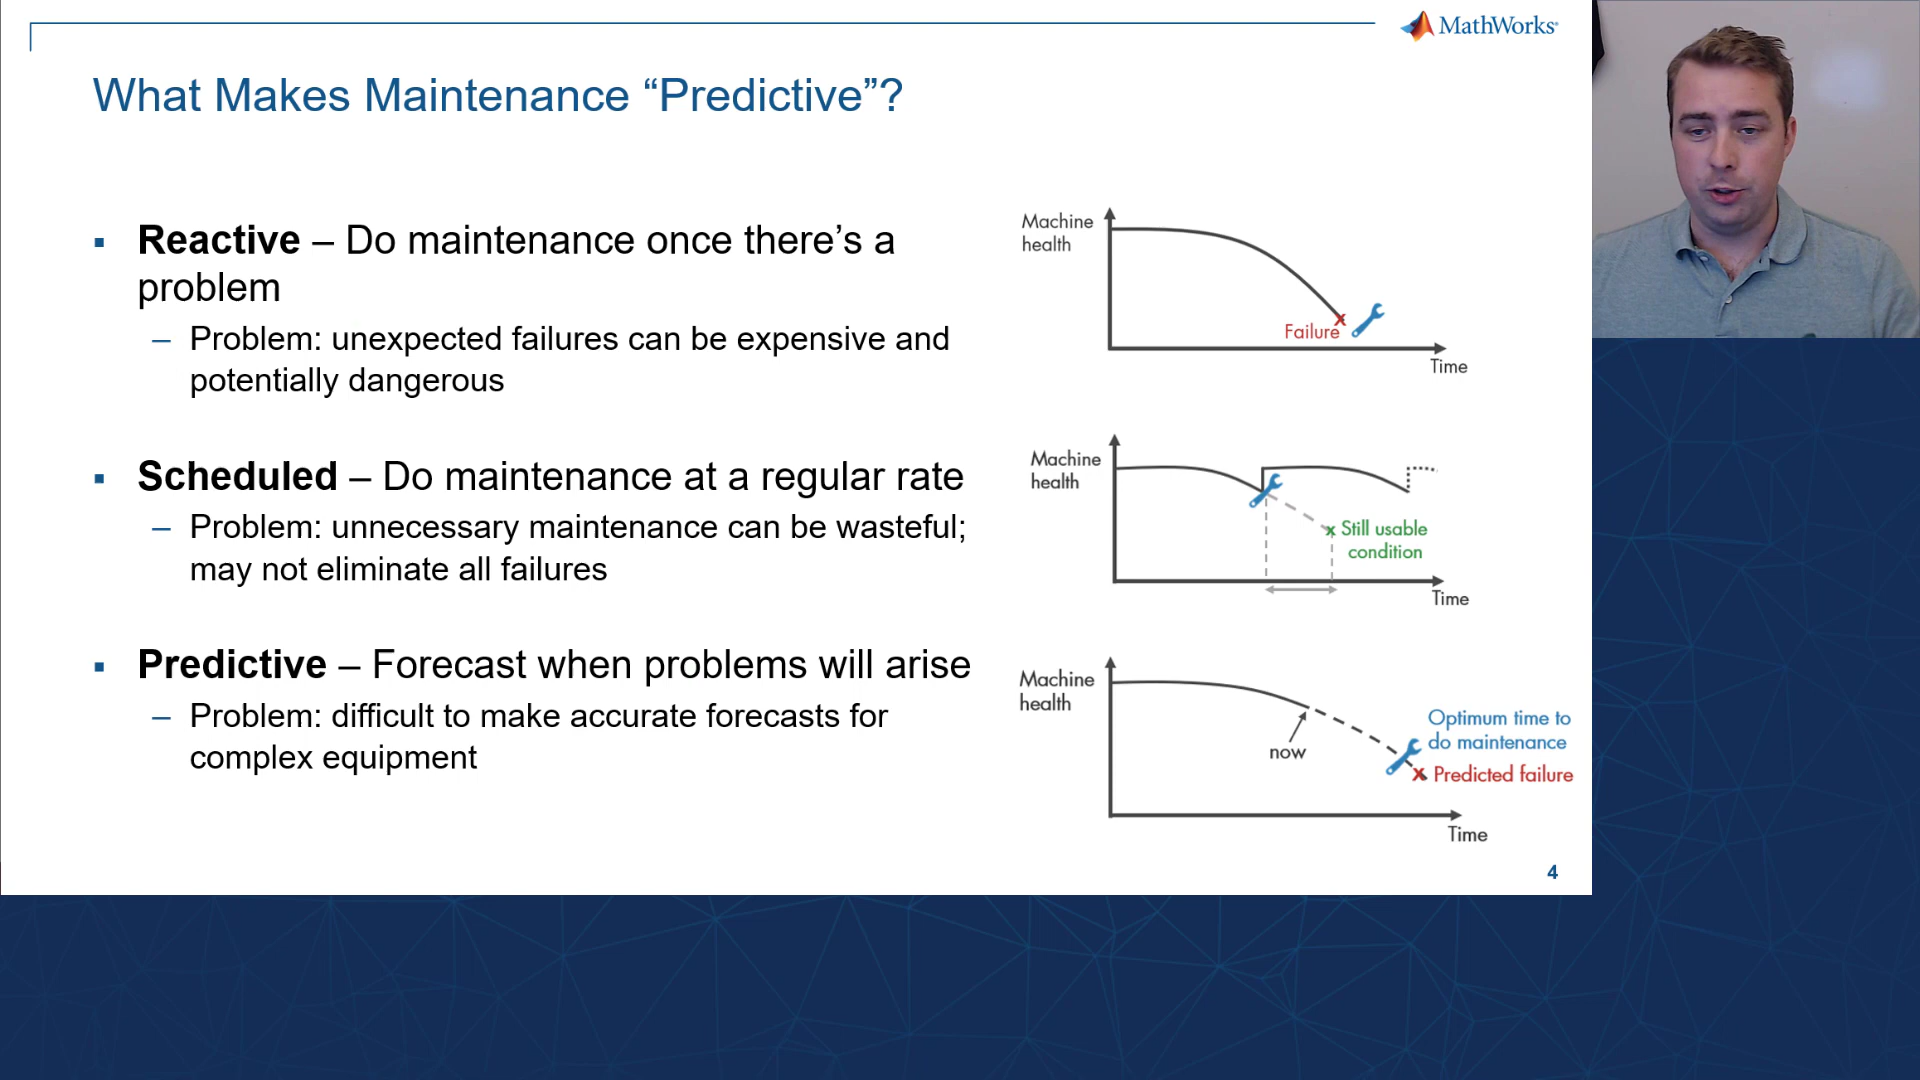 MathWorks®
What Makes Maintenance “Predictive”?
▪ Reactive – Do maintenance once there’s a
problem
– Problem: unexpected failures can be expensive and
potentially dangerous
Machine
health
Failure
Time
▪ Scheduled – Do maintenance at a regular rate
– Problem: unnecessary maintenance can be wasteful;
may not eliminate all failures
Machine
health
Still usable
condition
Time
▪ Predictive – Forecast when problems will arise
– Problem: difficult to make accurate forecasts for
complex equipment
Machine
health
now
Optimum time to
do maintenance
Predicted failure
Time
4